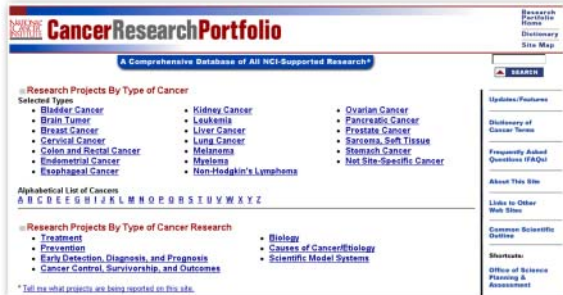 NATIONAL CANCER INSTITUTE
CancerResearchPortfolio
Research Portfolio Home
Dictionary
Site Map
A Comprehensive Database of All NCI-Supported Research*
SEARCH
Research Projects By Type of Cancer
Selected Types
Bladder Cancer
Brain Tumor
Breast Cancer
Cervical Cancer
Colon and Rectal Cancer
Endometrial Cancer
Esophageal Cancer
Kidney Cancer
Leukemia
Liver Cancer
Lung Cancer
Melanema
Myeloma
Non-Hodgkin's Lymphoma
Ovarian Cancer
Pancreatic Cancer
Prostate Cancer
Sarcoma, Soft Tissue
Stomach Cancer
Not Site-Specific Cancer
Alphabetical List of Cancers
A B C D E F G H I J K L M N O P Q R S T U V W X Y Z
Research Projects By Type of Cancer Research
Treatment
Prevention
Early Detection, Diagnosis, and Prognosis
Cancer Control, Survivorship, and Outcomes
Biology
Causes of Cancer/Etiology
Scientific Model Systems
* Tell me what projects are being reported on this site.
Updates/Features
Dictionary of
Cancer Terms
Frequently Asked
Questions (FAQs)
About This Site
Links to Other
Web Sites
Common Scientific
Outline
Shortcuts:
Office of Science
Planning &
Assessment